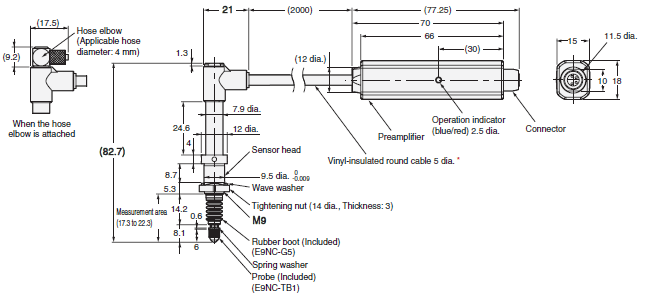 (17.5)
Hose elbow
(Applicable hose
diameter: 4 mm)
(9.2)
When the hose
elbow is attached
21
(2000)
(77.25)
70
66
(30)
(12 dia.)
15
11.5 dia.
10
18
1.3
7.9 dia.
24.6
12 dia.
4
(82.7)
Sensor head
8.7
9.5 dia. 0 -0.009
Wave washer
5.3
Tightening nut (14 dia., Thickness: 3)
Measurement area
(17.3 to 22.3)
14.2
0.6
M9
8.1
6
Rubber boot (Included)
(E9NC-G5)
Spring washer
Probe (Included)
(E9NC-TB1)
Preamplifier
Operation indicator
(blue/red) 2.5 dia.
Connector
Vinyl-insulated round cable 5 dia. *